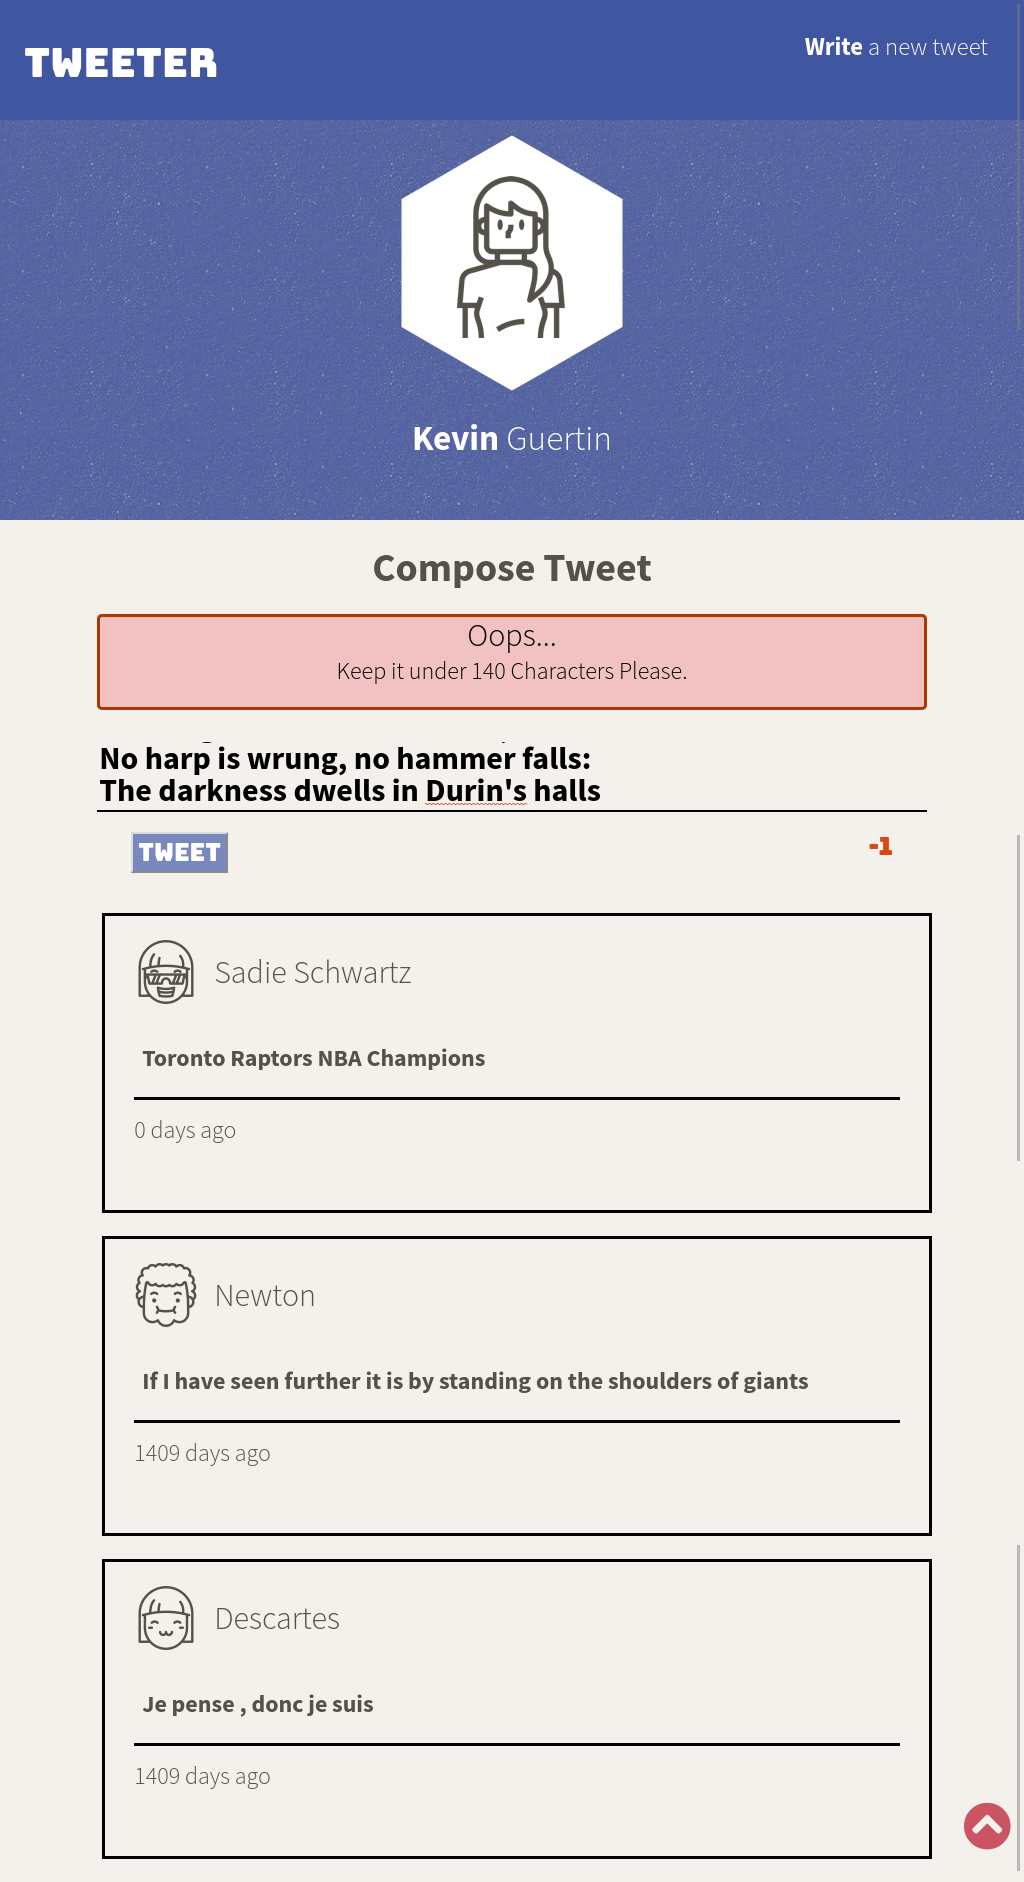 TWEETER
Write a new tweet
Kevin Guertin
Compose Tweet
Oops...
Keep it under 140 Characters Please.
No harp is wrung, no hammer falls:
The darkness dwells in Durin's halls
TWEET
-1
Sadie Schwartz
Toronto Raptors NBA Champions
0 days ago
Newton
If I have seen further it is by standing on the shoulders of giants
1409 days ago
Descartes
Je pense , donc je suis
1409 days ago